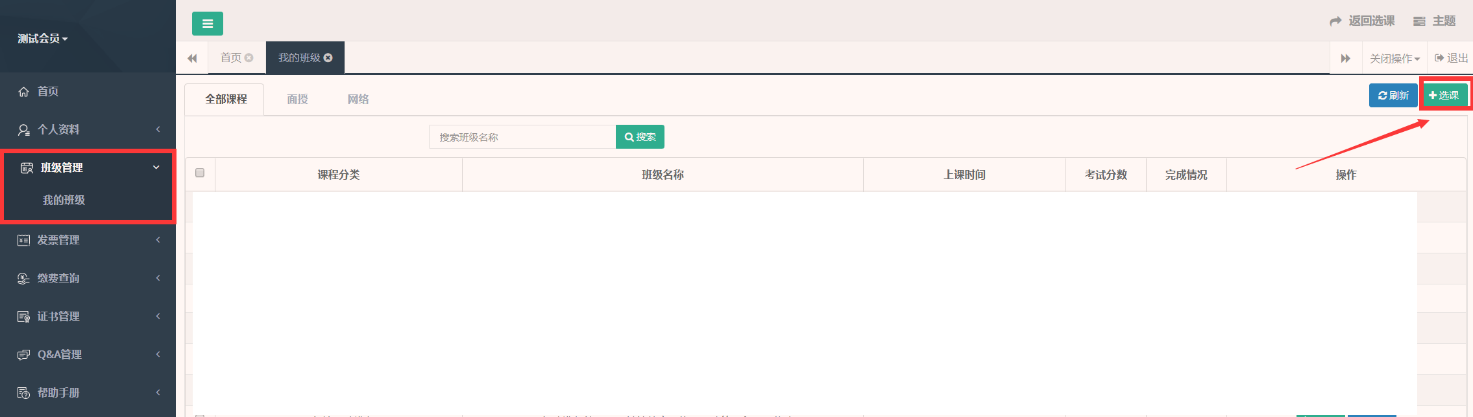 测试会员
返回选课 主题
首页 我的班级 关闭操作 退出
首页
个人资料
班级管理
我的班级
发票管理
缴费查询
证书管理
Q&A管理
帮助手册
全部课程 面授 网络 刷新 选课
搜索班级名称 搜索
课程分类 班级名称 上课时间 考试分数 完成情况 操作